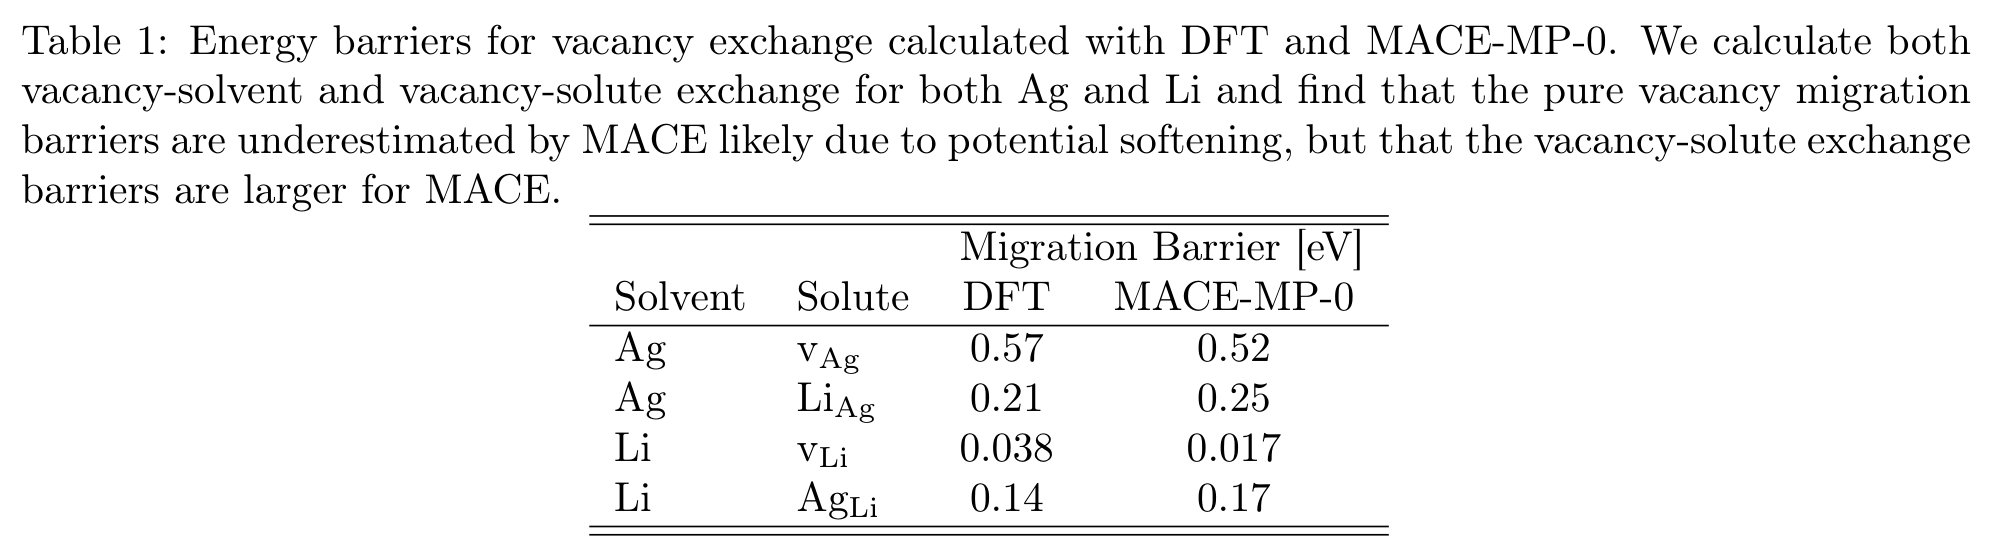 Table 1: Energy barriers for vacancy exchange calculated with DFT and MACE-MP-0. We calculate both
vacancy-solvent and vacancy-solute exchange for both Ag and Li and find that the pure vacancy migration
barriers are underestimated by MACE likely due to potential softening, but that the vacancy-solute exchange
barriers are larger for MACE.
Migration Barrier [eV]
Solvent Solute DFT MACE-MP-0
Ag v_Ag 0.57 0.52
Ag Li_Ag 0.21 0.25
Li v_Li 0.038 0.017
Li Ag_Li 0.14 0.17